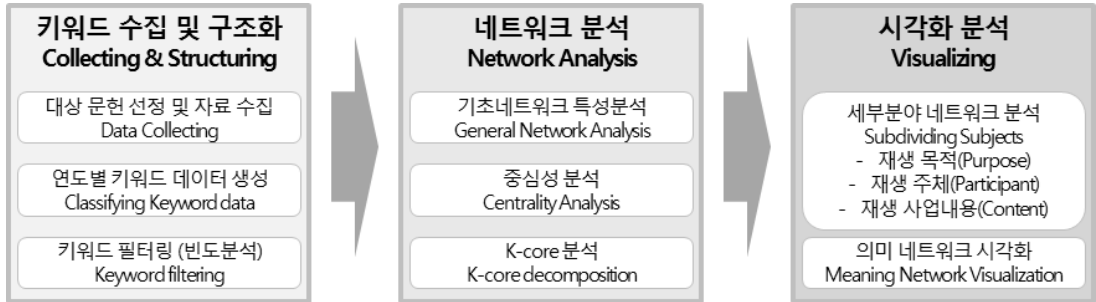 키워드 수집 및 구조화
Collecting & Structuring
대상 문헌 선정 및 자료 수집
Data Collecting
연도별 키워드 데이터 생성
Classifying Keyword data
키워드 필터링 (빈도분석)
Keyword filtering
네트워크 분석
Network Analysis
기초네트워크 특성분석
General Network Analysis
중심성 분석
Centrality Analysis
K-core 분석
K-core decomposition
시각화 분석
Visualizing
세부분야 네트워크 분석
Subdividing Subjects
- 재생 목적(Purpose)
- 재생 주체(Participant)
- 재생 사업내용(Content)
의미 네트워크 시각화
Meaning Network Visualization